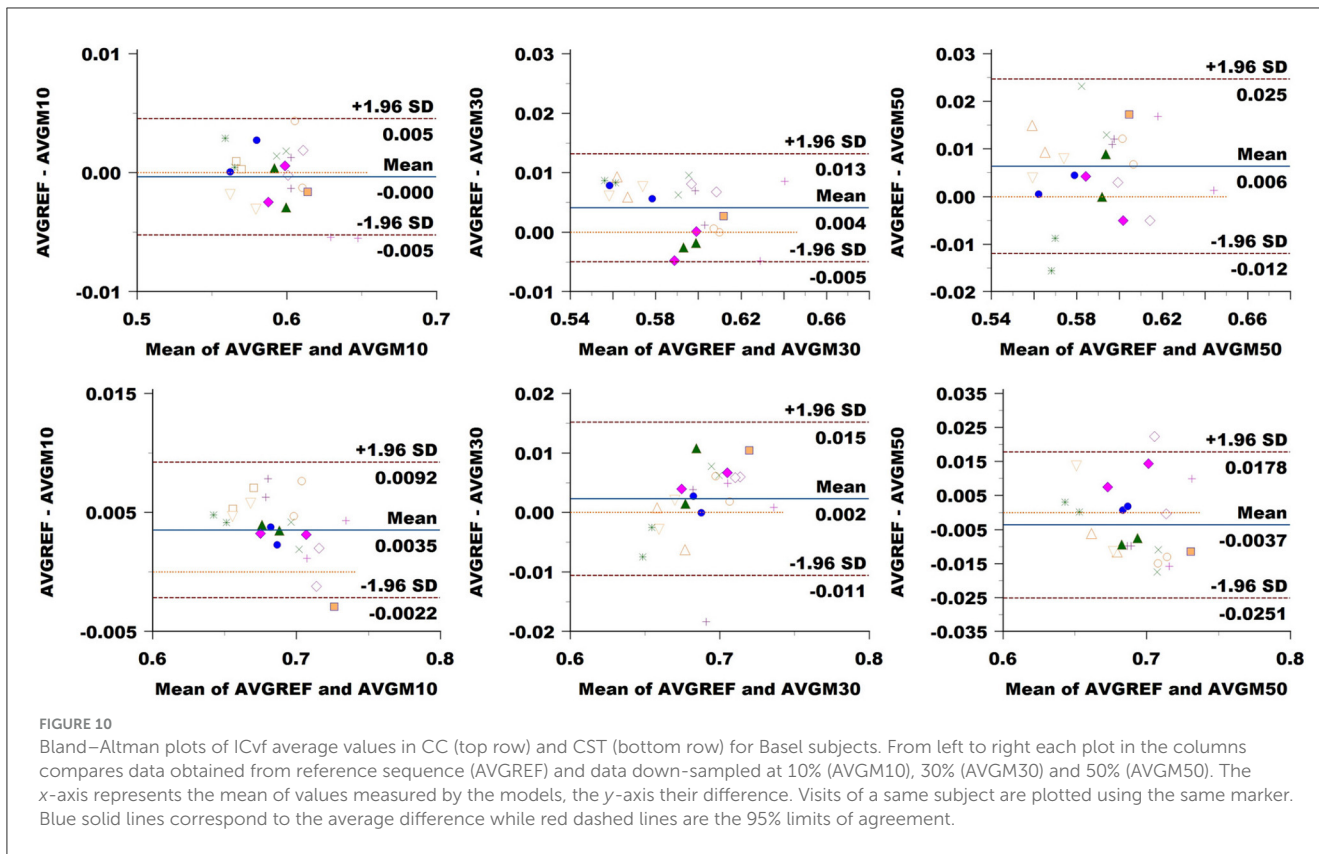 0.01
0.00
-0.01
AVGREF - AVGM10
+1.96 SD
0.005
Mean
-0.000
-1.96 SD
-0.005
0.5
0.6
0.7
Mean of AVGREF and AVGM10
0.03
0.02
0.01
0.00
-0.01
AVGREF - AVGM30
+1.96 SD
0.013
Mean
0.004
-1.96 SD
-0.005
0.54
0.58
0.62
0.66
Mean of AVGREF and AVGM30
0.03
0.02
0.01
0.00
-0.01
-0.02
AVGREF - AVGM50
+1.96 SD
0.025
Mean
0.006
-1.96 SD
-0.012
0.54
0.58
0.62
0.66
Mean of AVGREF and AVGM50
0.015
0.005
-0.005
AVGREF - AVGM10
+1.96 SD
0.0092
Mean
0.0035
-1.96 SD
-0.0022
0.6
0.7
0.8
Mean of AVGREF and AVGM10
0.02
0.01
0.00
-0.01
-0.02
AVGREF - AVGM30
+1.96 SD
0.015
Mean
0.002
-1.96 SD
-0.011
0.6
0.7
0.8
Mean of AVGREF and AVGM30
0.035
0.025
0.015
0.005
-0.005
-0.015
-0.025
-0.035
AVGREF - AVGM50
+1.96 SD
0.0178
Mean
-0.0037
-1.96 SD
-0.0251
0.6
0.7
0.8
Mean of AVGREF and AVGM50
FIGURE 10
Bland–Altman plots of ICvf average values in CC (top row) and CST (bottom row) for Basel subjects. From left to right each plot in the columns
compares data obtained from reference sequence (AVGREF) and data down-sampled at 10% (AVGM10), 30% (AVGM30) and 50% (AVGM50). The
x-axis represents the mean of values measured by the models, the y-axis their difference. Visits of a same subject are plotted using the same marker.
Blue solid lines correspond to the average difference while red dashed lines are the 95% limits of agreement.